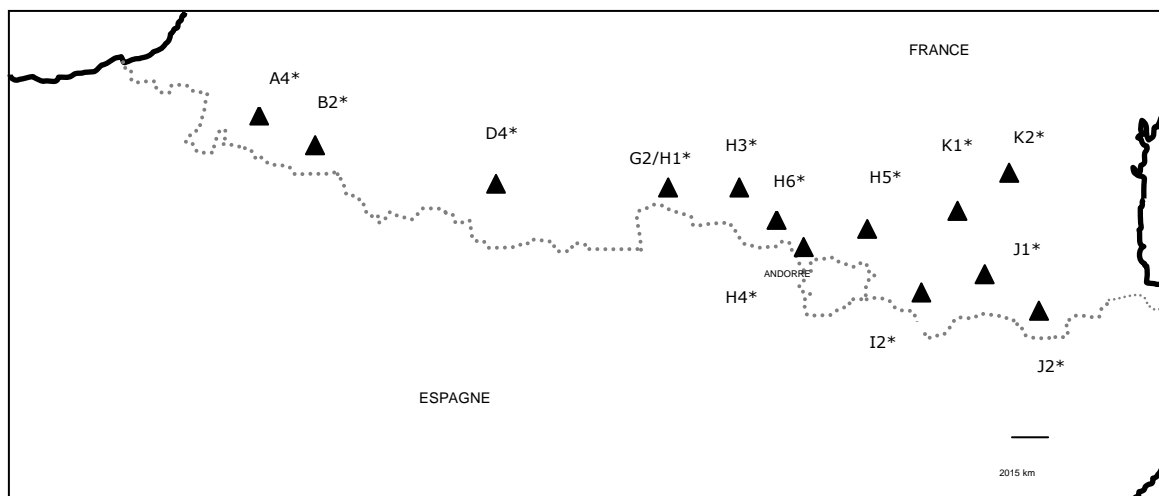 FRANCE
A4*
B2*
D4*
K1*
K2*
G2/H1*
H3*
H6*
H5*
J1*
ANDORRE
H4*
I2*
J2*
ESPAGNE
2015 km